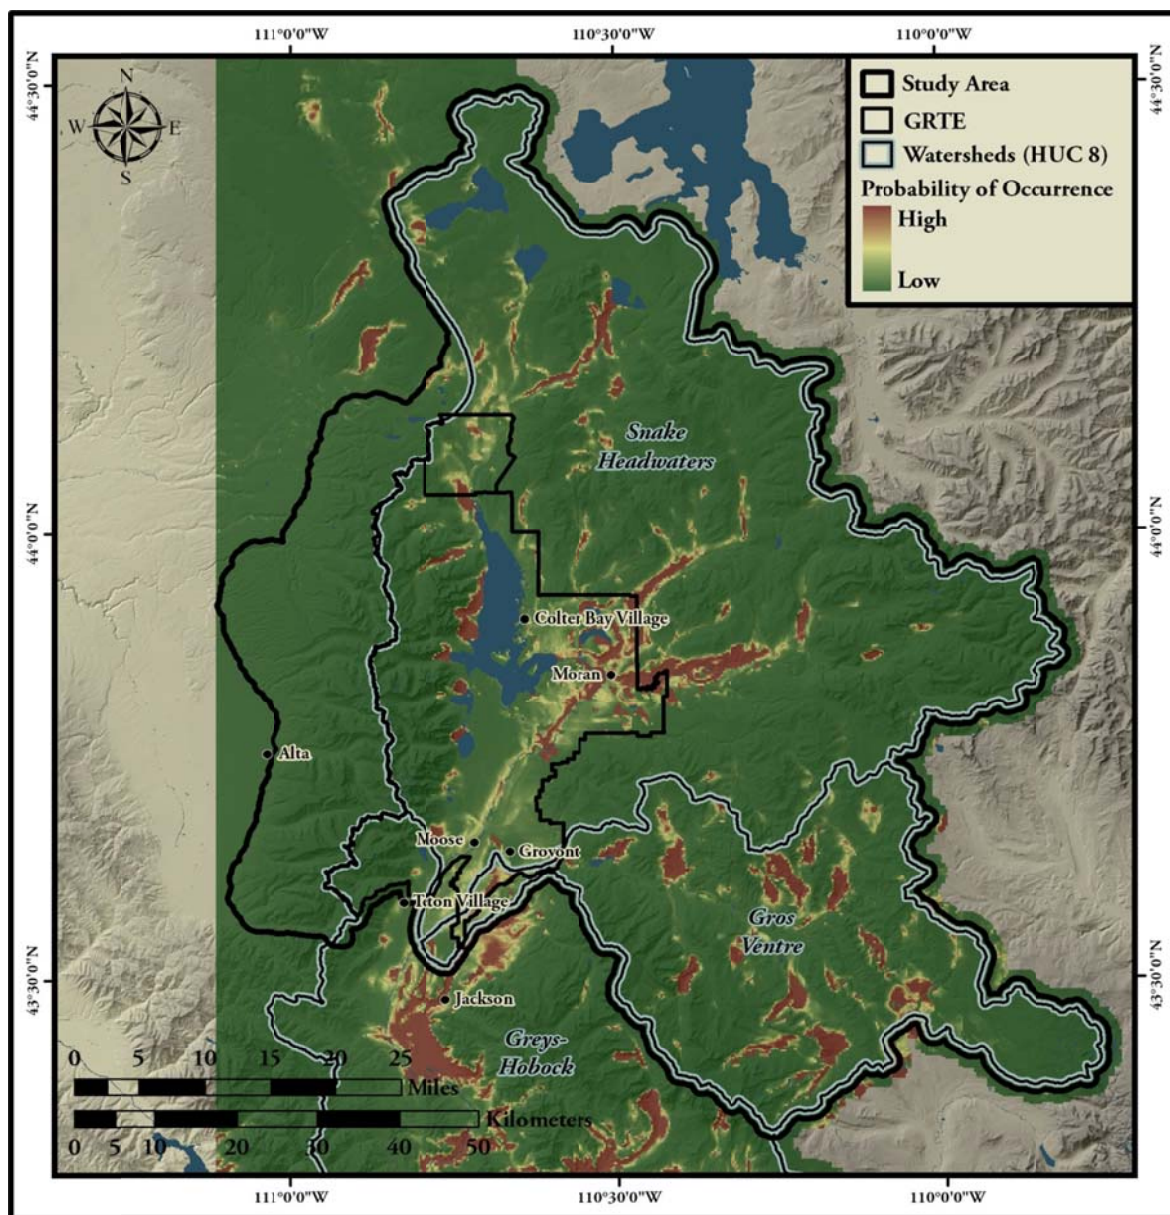 111°0'0"W
110°30'0"W
110°0'0"W
44°30'0"N
44°30'0"N
N
W
E
S
Study Area
GRTE
Watersheds (HUC 8)
Probability of Occurrence
High
Low
Snake
Headwaters
44°0'0"N
44°0'0"N
Colter Bay Village
Moran
Alta
Moose
Grovont
Teton Village
Gros
Ventre
43°30'0"N
43°30'0"N
Jackson
Greys-
Hobock
0 5 10 15 20 25
Miles
Kilometers
0 5 10 20 30 40 50
111°0'0"W
110°30'0"W
110°0'0"W